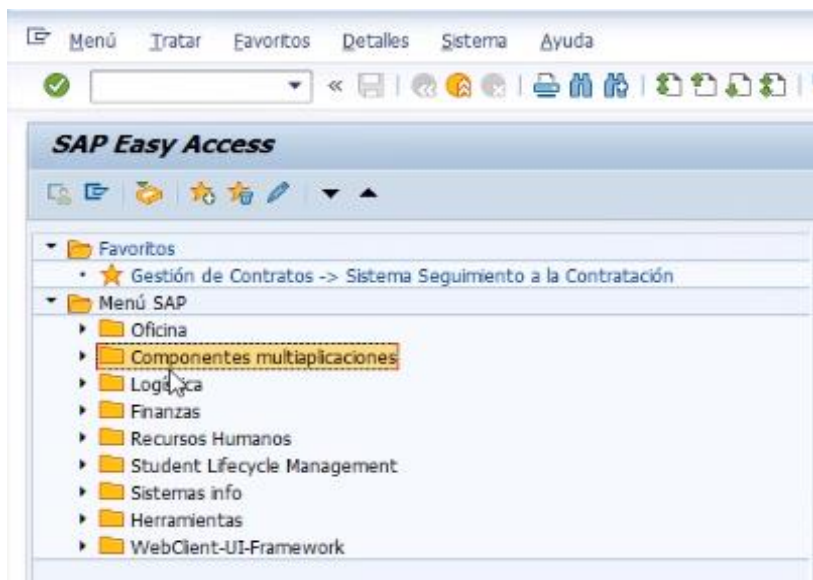 Menú Tratar Favoritos Detalles Sistema Ayuda
SAP Easy Access
Favoritos
Gestión de Contratos -> Sistema Seguimiento a la Contratación
Menú SAP
Oficina
Componentes multiaplicaciones
Logística
Finanzas
Recursos Humanos
Student Lifecycle Management
Sistemas info
Herramientas
WebClient-UI-Framework